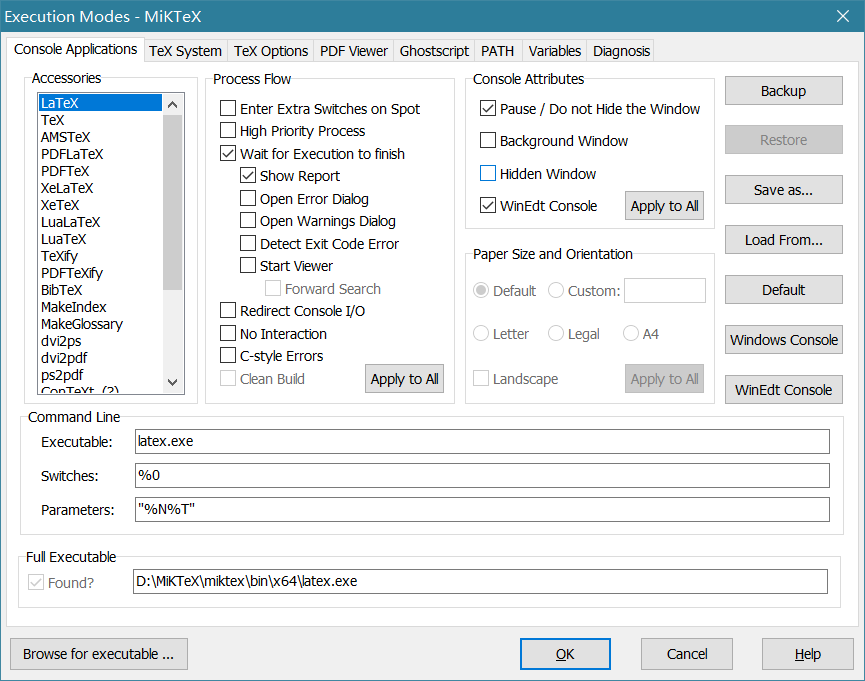 Execution Modes - MiKTeX
Console Applications
TeX System
TeX Options
PDF Viewer
Ghostscript
PATH
Variables
Diagnosis
Accessories
LaTeX
TeX
AMSTeX
PDFLaTeX
PDFTeX
XeLaTeX
XeTeX
LuaLaTeX
LuaTeX
TeXify
PDFTeXify
BibTeX
MakeIndex
MakeGlossary
dvi2ps
dvi2pdf
ps2pdf
ConTeXt (?)
Process Flow
Enter Extra Switches on Spot
High Priority Process
Wait for Execution to finish
Show Report
Open Error Dialog
Open Warnings Dialog
Detect Exit Code Error
Start Viewer
Forward Search
Redirect Console I/O
No Interaction
C-style Errors
Clean Build
Apply to All
Console Attributes
Pause / Do not Hide the Window
Background Window
Hidden Window
WinEdt Console
Apply to All
Paper Size and Orientation
Default
Custom:
Letter
Legal
A4
Landscape
Apply to All
Backup
Restore
Save as...
Load From...
Default
Windows Console
WinEdt Console
Command Line
Executable:
latex.exe
Switches:
%0
Parameters:
"%N%T"
Full Executable
Found?
D:\MiKTeX\miktex\bin\x64\latex.exe
Browse for executable ...
OK
Cancel
Help